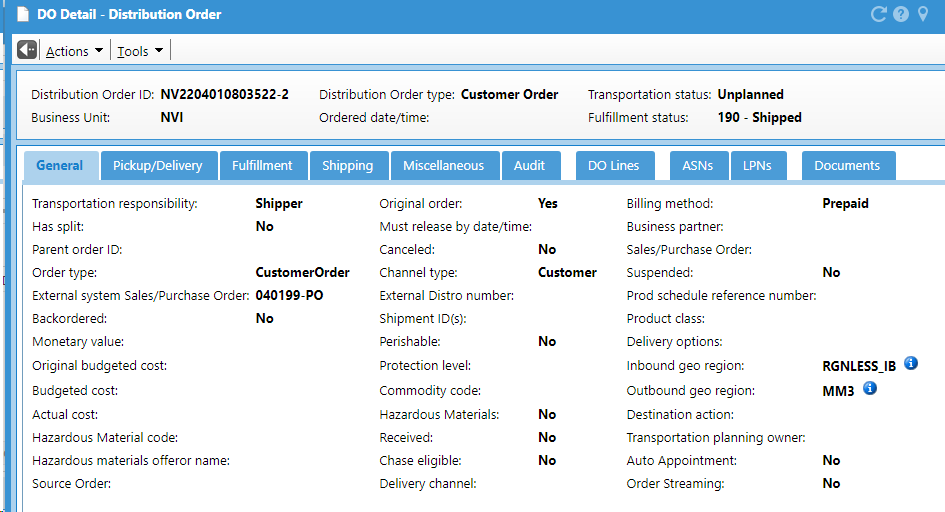 DO Detail - Distribution Order
Actions Tools
Distribution Order ID: NV2204010803522-2 Distribution Order type: Customer Order Transportation status: Unplanned
Business Unit: NVI Ordered date/time: Fulfillment status: 190 - Shipped
General Pickup/Delivery Fulfillment Shipping Miscellaneous Audit DO Lines ASNs LPNs Documents
Transportation responsibility: Shipper Original order: Yes Billing method: Prepaid
Has split: No Must release by date/time: Business partner:
Parent order ID: Canceled: No Sales/Purchase Order:
Order type: CustomerOrder Channel type: Customer Suspended: No
External system Sales/Purchase Order: 040199-PO External Distro number: Prod schedule reference number:
Backordered: No Shipment ID(s): Product class:
Monetary value: Perishable: No Delivery options:
Original budgeted cost: Protection level: Inbound geo region: RGNLESS_IB
Budgeted cost: Commodity code: Outbound geo region: MM3
Actual cost: Hazardous Materials: No Destination action:
Hazardous Material code: Received: No Transportation planning owner:
Hazardous materials offeror name: Chase eligible: No Auto Appointment: No
Source Order: Delivery channel: Order Streaming: No